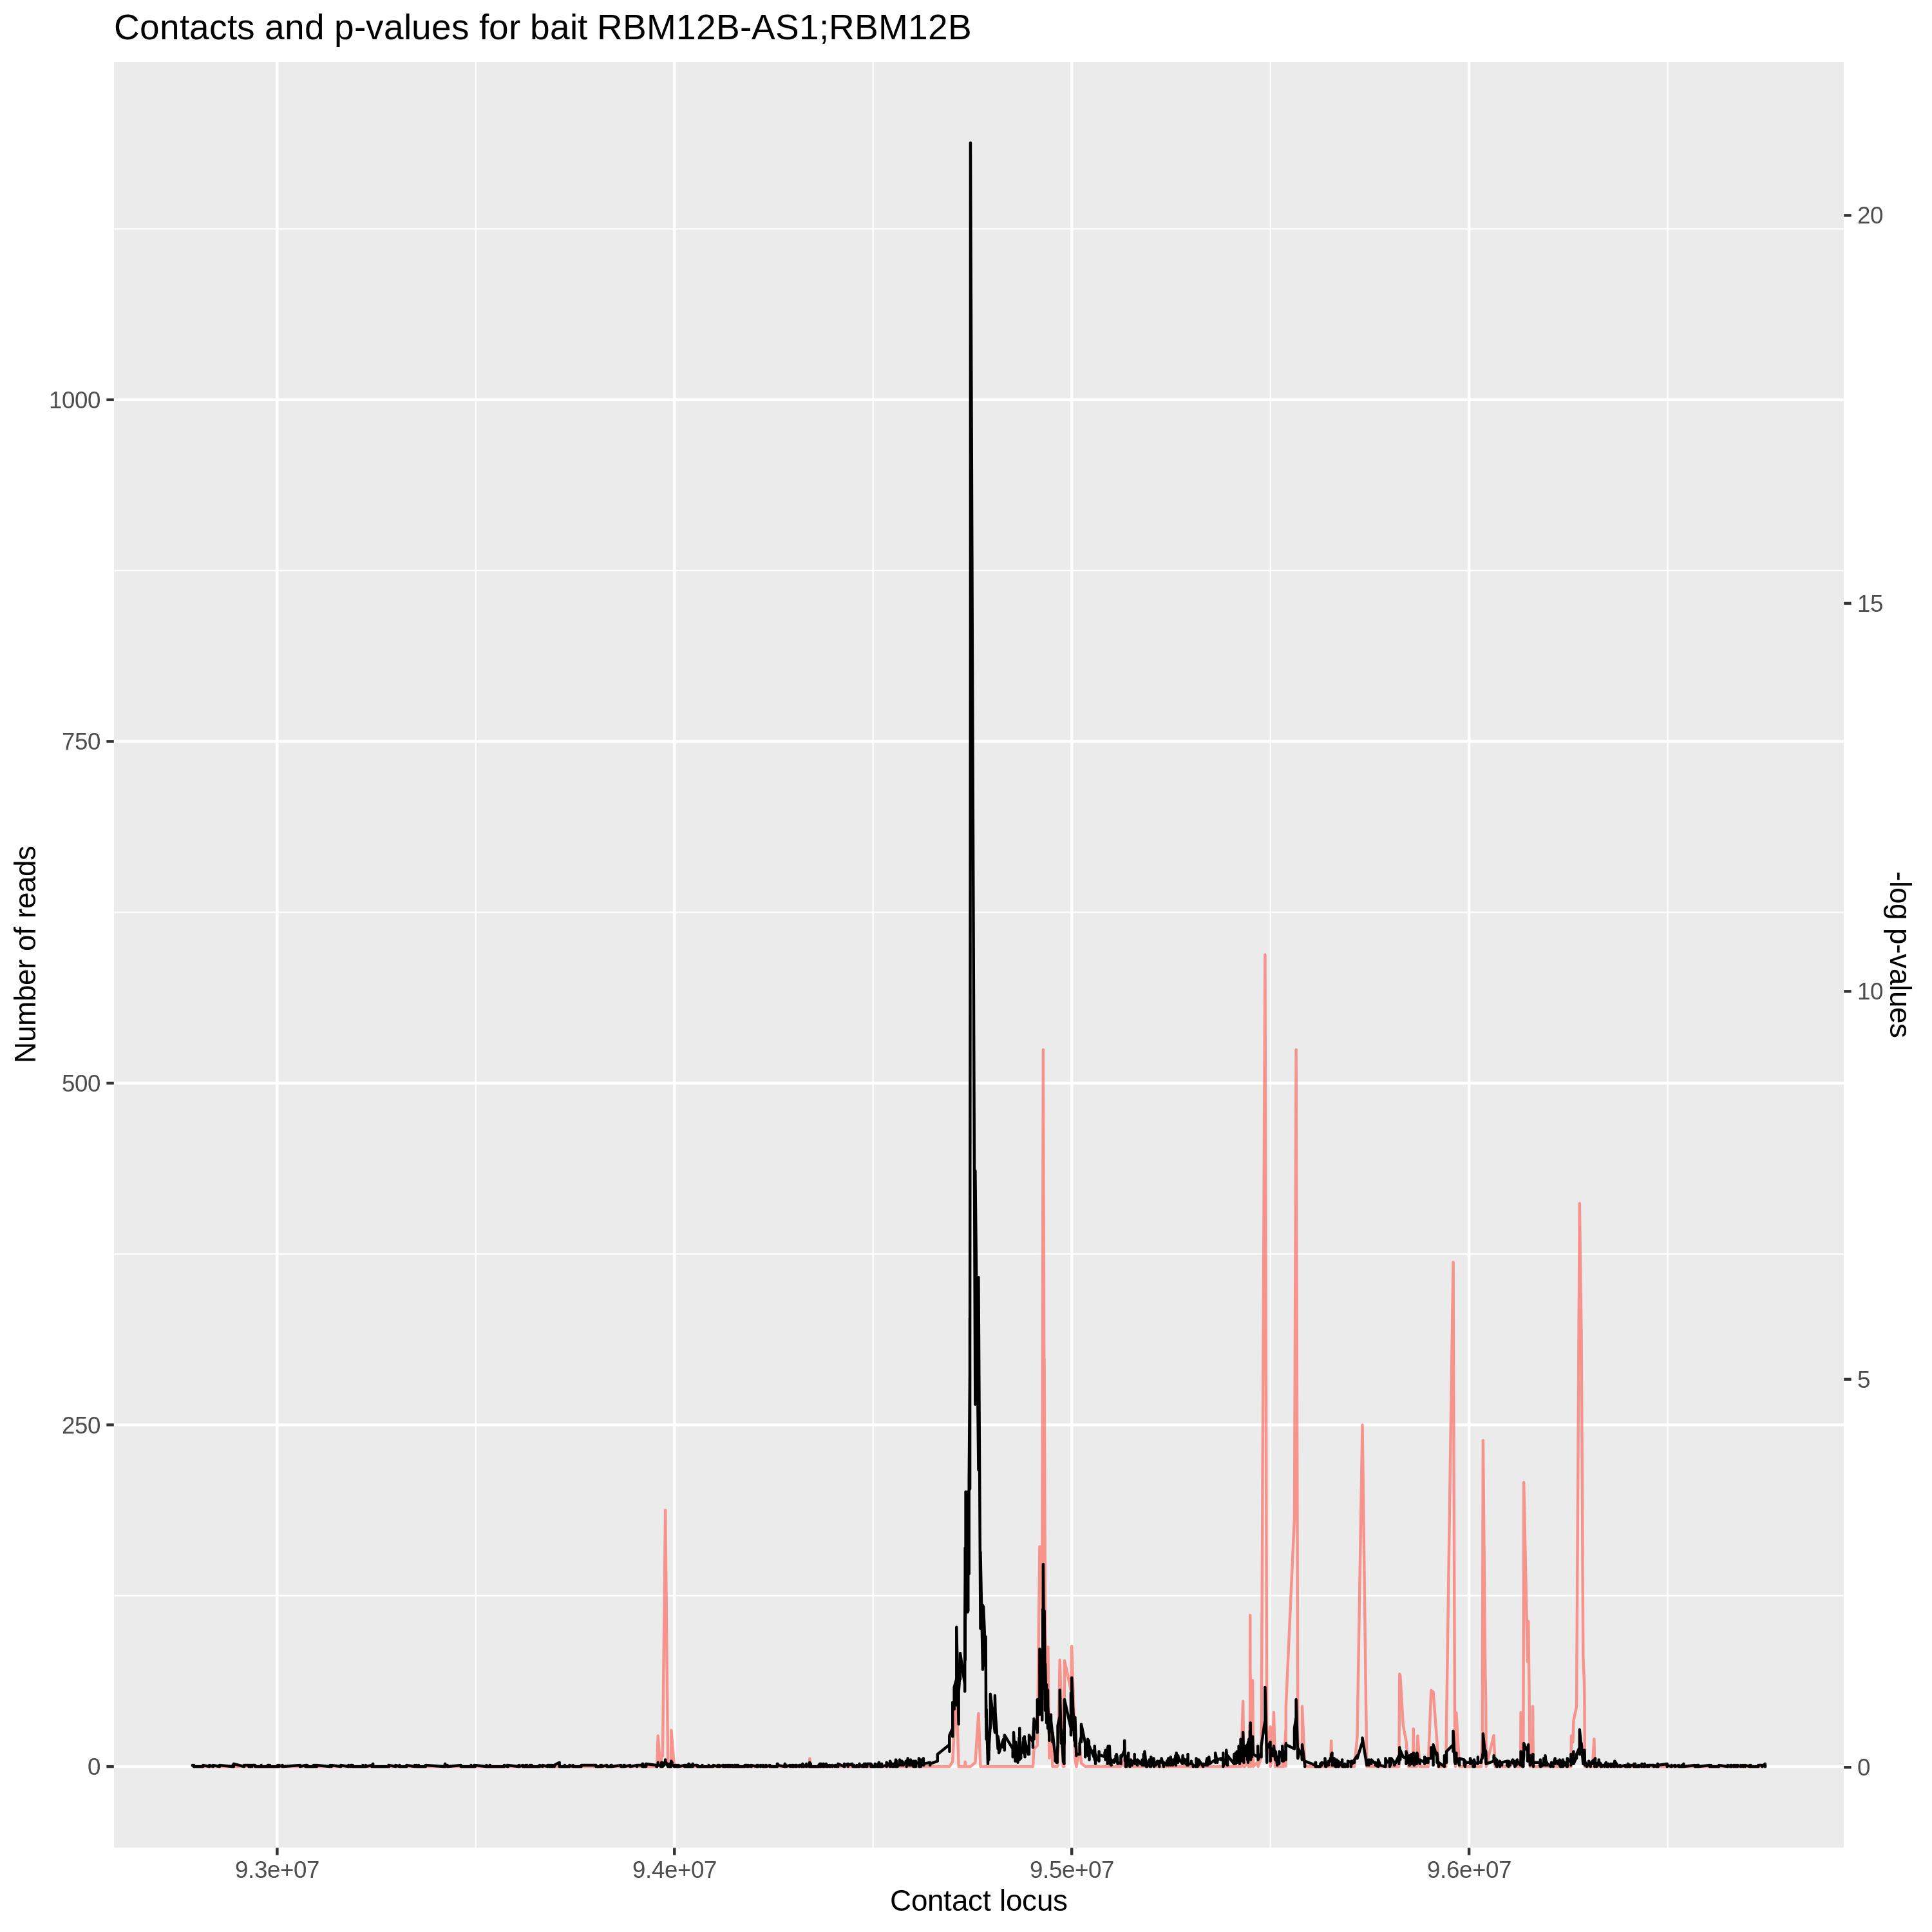 Contacts and p-values for bait RBM12B-AS1;RBM12B
Number of reads
1000
750
500
250
0
20
15
10
5
0
-log p-values
9.3e+07
9.4e+07
9.5e+07
9.6e+07
Contact locus